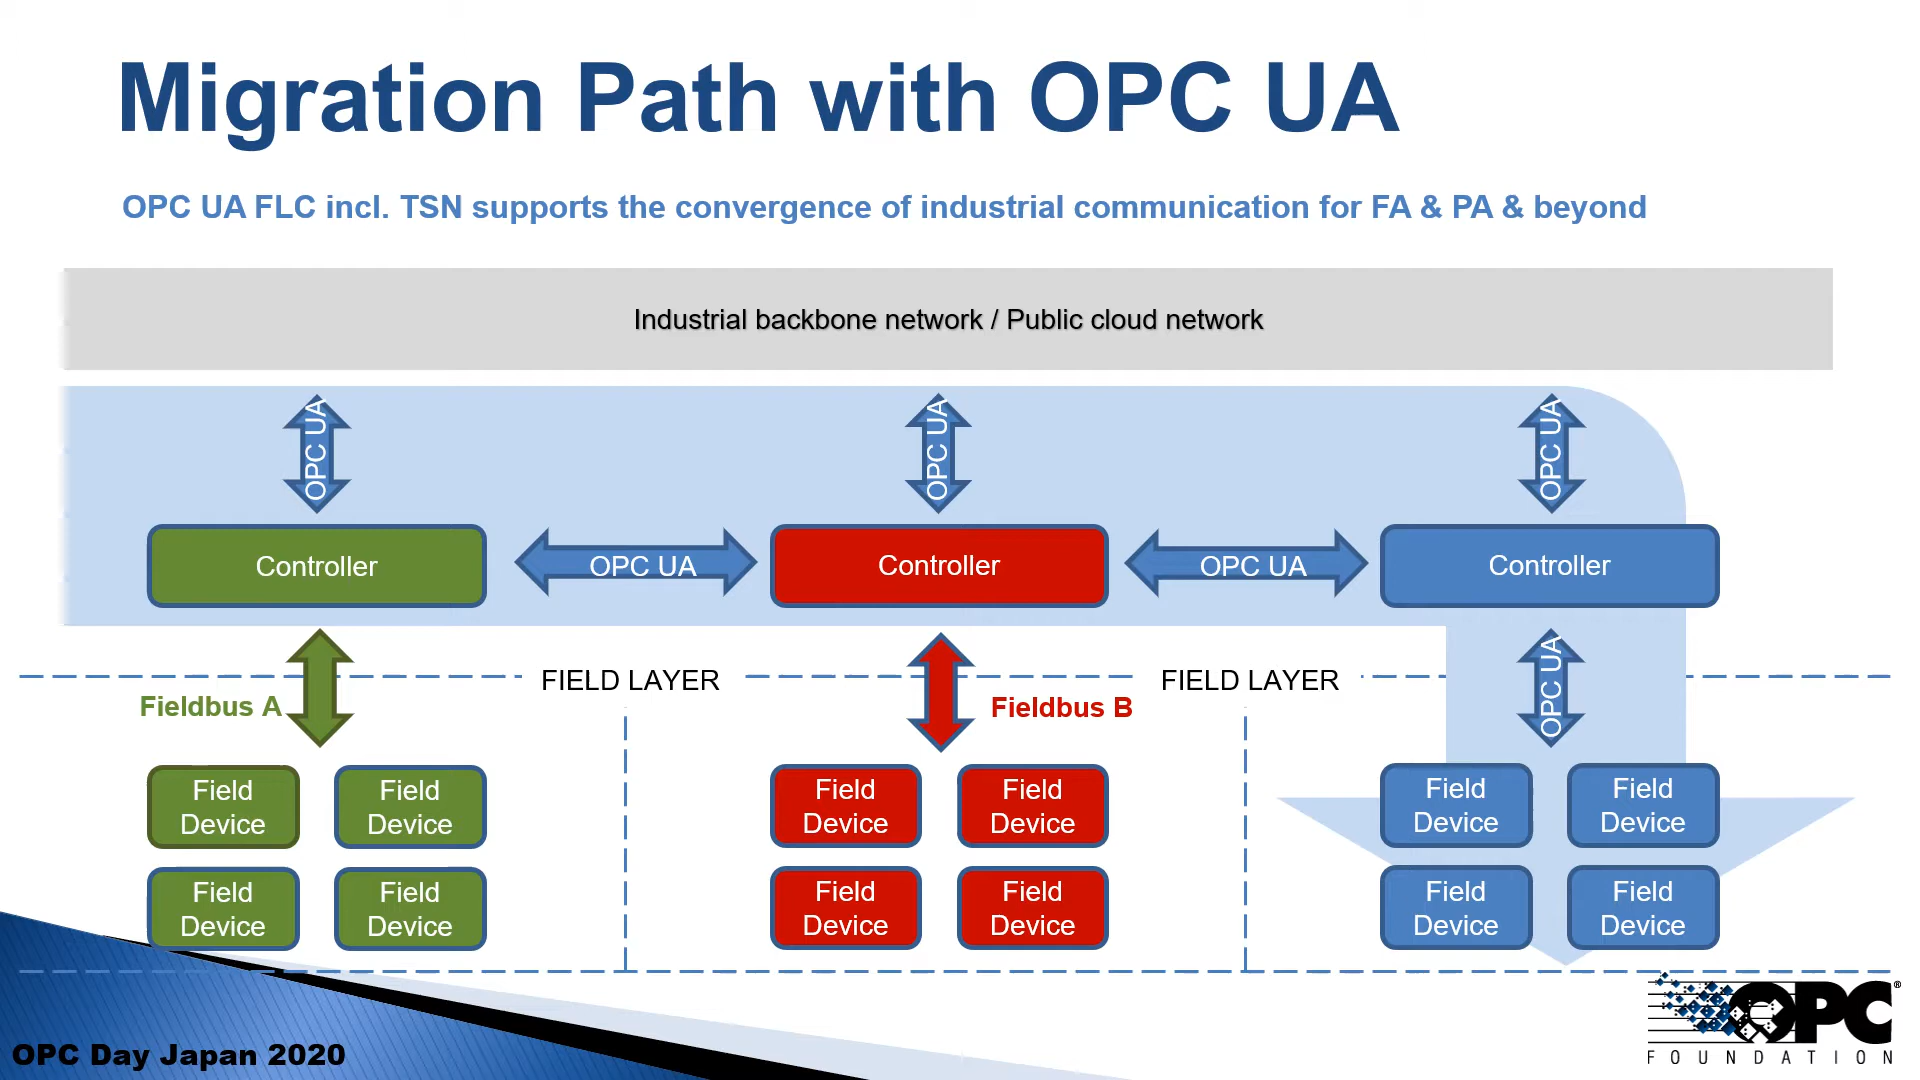 Migration Path with OPC UA
OPC UA FLC incl. TSN supports the convergence of industrial communication for FA & PA & beyond
Industrial backbone network / Public cloud network
OPC UA
OPC UA
OPC UA
Controller
OPC UA
Controller
OPC UA
Controller
FIELD LAYER
FIELD LAYER
Fieldbus A
Fieldbus B
OPC UA
Field
Device
Field
Device
Field
Device
Field
Device
Field
Device
Field
Device
Field
Device
Field
Device
Field
Device
Field
Device
Field
Device
Field
Device
OPC Day Japan 2020
OPC®
FOUNDATION